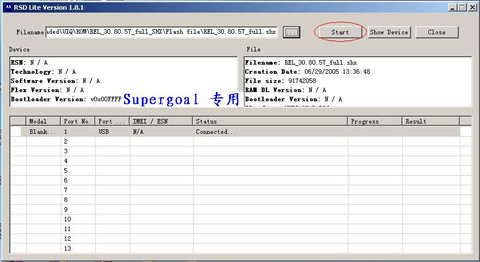 RSD Lite Version 1.8.1
Filename ded\UIQ\ROM\REL_30.80.57_full_SHX\Flash file\REL_30.80.57_full.shx ... Start Show Device Close
Device File
ESN: N / A
Technology: N / A
Software Version: N / A
Flex Version: N / A
Bootloader Version: v0x00FFFF
Filename: REL_30.80.57_full.shx
Creation Date: 06/29/2005 13:36:48
File size: 91742058
RAM DL Version: N / A
Bootloader Version: N / A
Supergoal 专用
Model Port No. Port ... IMEI / ESN Status Progress Result
Blank... 1 USB N/A Connected...
2
3
4
5
6
7
8
9
10
11
12
13